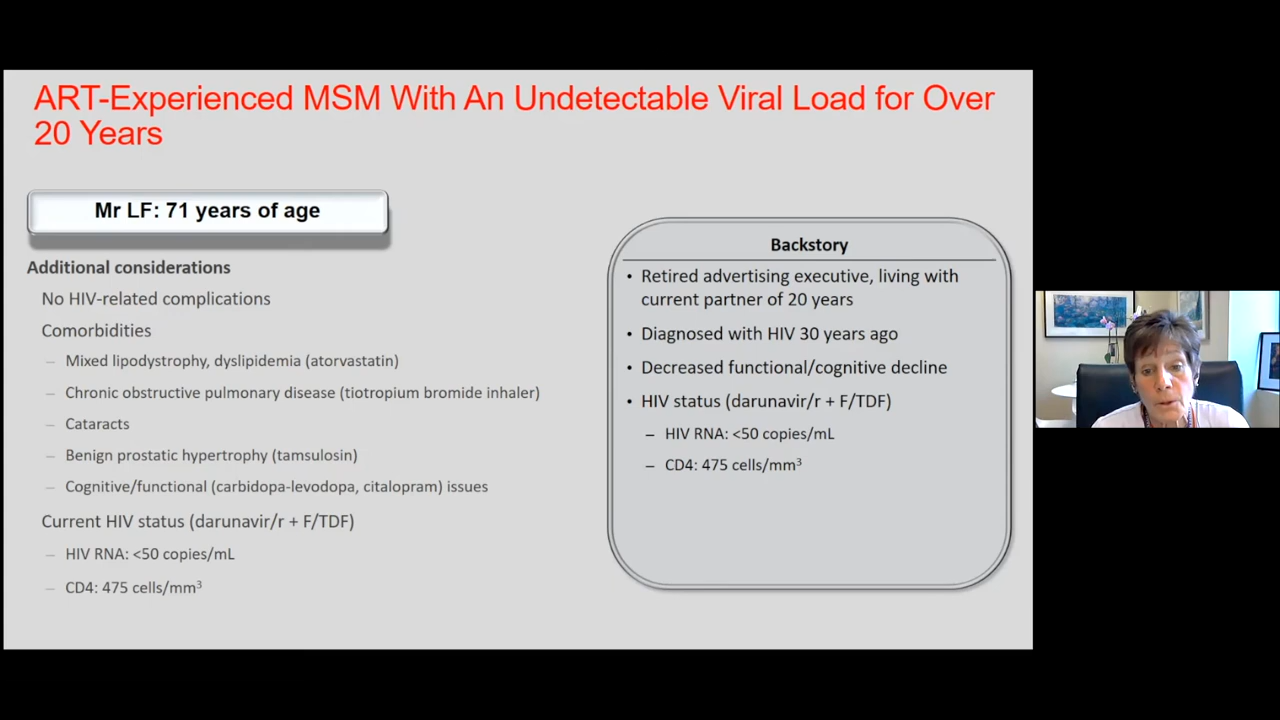 ART-Experienced MSM With An Undetectable Viral Load for Over
20 Years
Mr LF: 71 years of age
Additional considerations
No HIV-related complications
Comorbidities
– Mixed lipodystrophy, dyslipidemia (atorvastatin)
– Chronic obstructive pulmonary disease (tiotropium bromide inhaler)
– Cataracts
– Benign prostatic hypertrophy (tamsulosin)
– Cognitive/functional (carbidopa-levodopa, citalopram) issues
Current HIV status (darunavir/r + F/TDF)
– HIV RNA: <50 copies/mL
– CD4: 475 cells/mm³
Backstory
• Retired advertising executive, living with
current partner of 20 years
• Diagnosed with HIV 30 years ago
• Decreased functional/cognitive decline
• HIV status (darunavir/r + F/TDF)
– HIV RNA: <50 copies/mL
– CD4: 475 cells/mm³